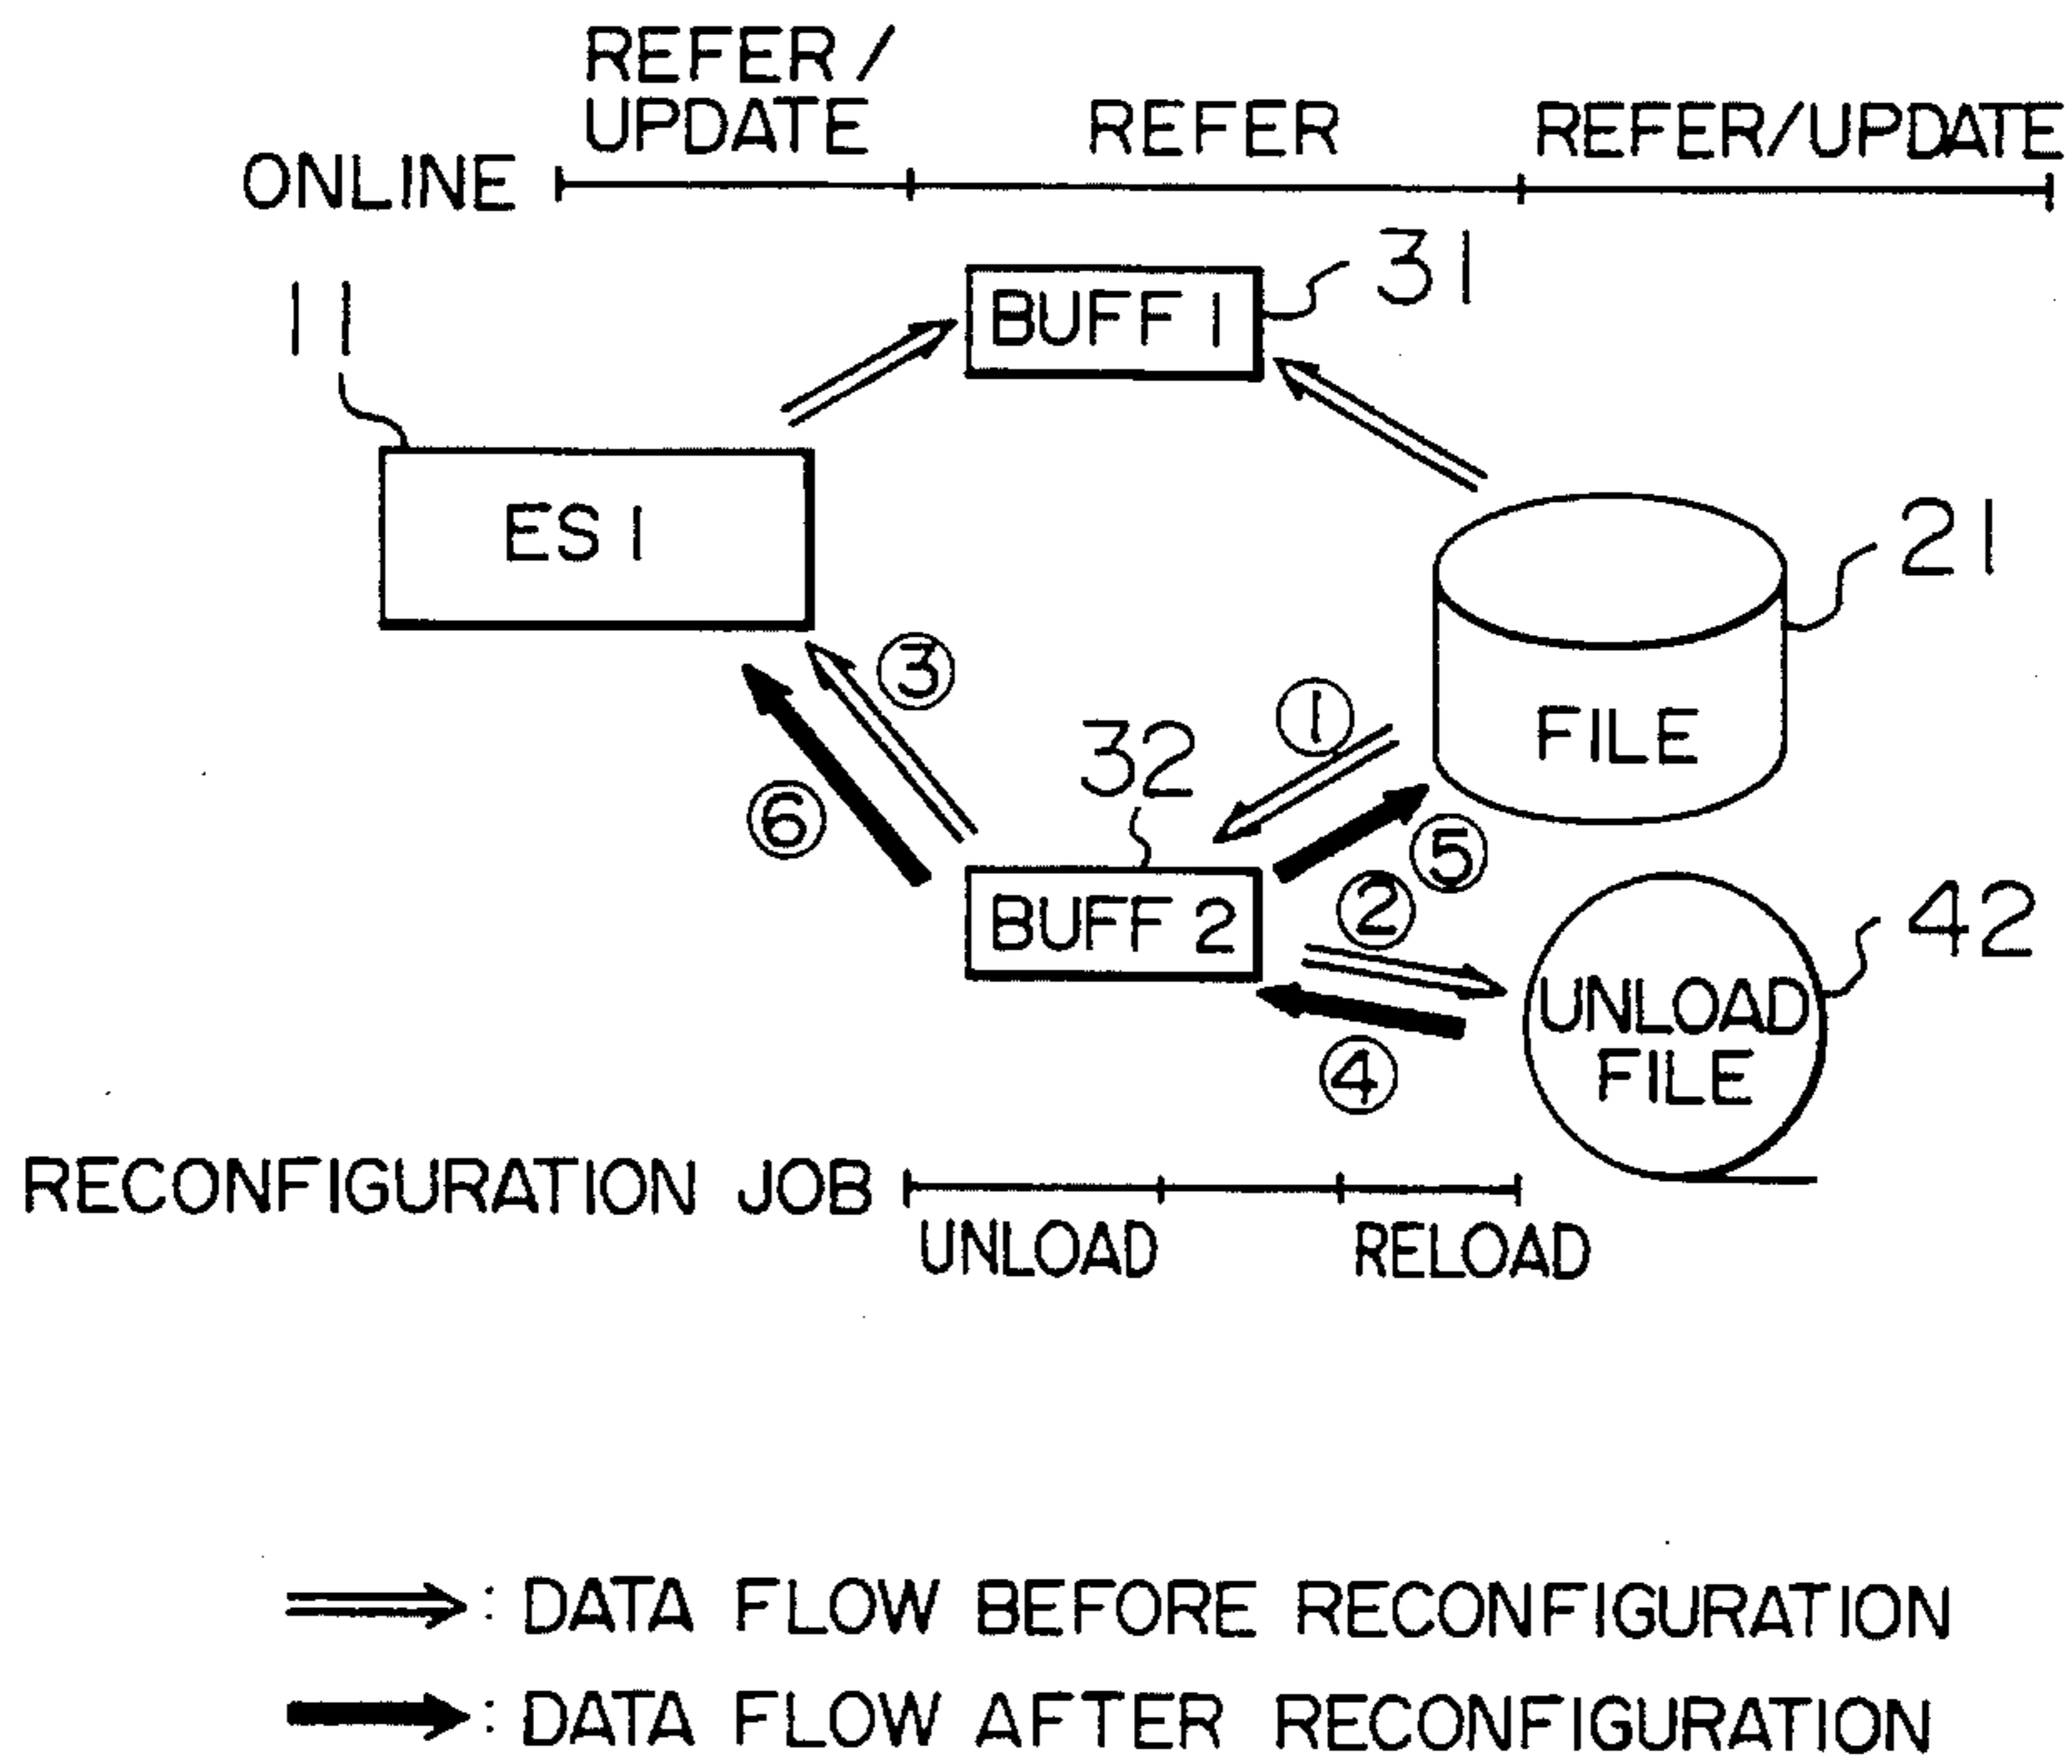 REFER/
UPDATE
REFER
REFER/UPDATE
ONLINE
11
BUFF 1
31
ES 1
21
FILE
③
①
32
⑥
⑤
②
BUFF 2
42
UNLOAD
FILE
④
RECONFIGURATION JOB
UNLOAD
RELOAD
: DATA FLOW BEFORE RECONFIGURATION
: DATA FLOW AFTER RECONFIGURATION